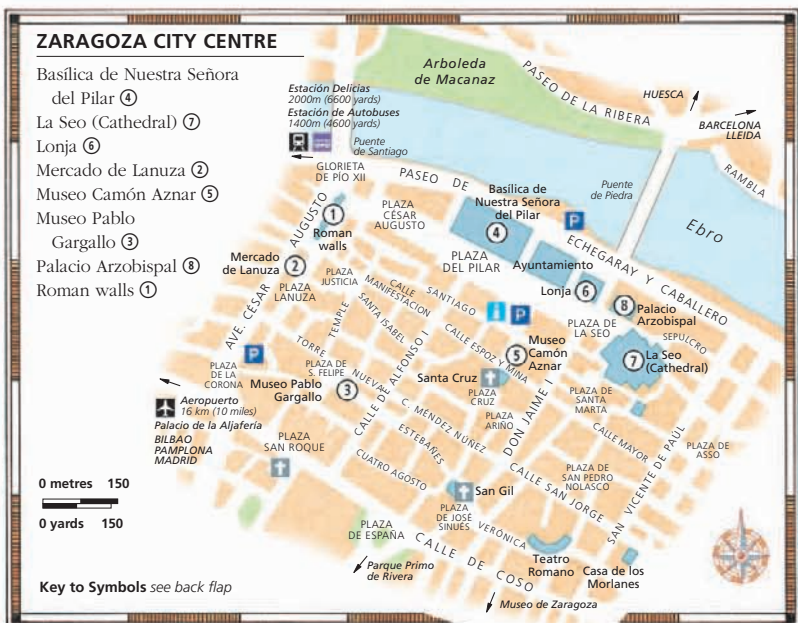 ZARAGOZA CITY CENTRE
Basílica de Nuestra Señora
del Pilar ④
La Seo (Cathedral) ⑦
Lonja ⑥
Mercado de Lanuza ②
Museo Camón Aznar ⑤
Museo Pablo
Gargallo ③
Palacio Arzobispal ⑧
Roman walls ①
Estación Delicias
2000m (6600 yards)
Estación de Autobuses
1400m (4600 yards)
Arboleda
de Macanaz
PASEO DE LA RIBERA
HUESCA
BARCELONA
LLEIDA
RAMBLA
Puente
de Santiago
GLORIETA
DE PÍO XII
PASEO DE
ECHEGARAY Y CABALLERO
Puente
de Piedra
Ebro
Basílica de
Nuestra Señora
del Pilar
④
P
AVE. CÉSAR AUGUSTO
①
Roman
walls
PLAZA
CÉSAR
AUGUSTO
PLAZA
DEL PILAR
Ayuntamiento
Lonja ⑥
⑧ Palacio
Arzobispal
Mercado
de Lanuza ②
PLAZA
LANUZA
PLAZA
JUSTICIA
CALLE
MANIFESTACION
SANTIAGO
SANTA ISABEL
TEMPLE
i P
PLAZA DE
LA SEO
SEPULCRO
⑦ La Seo
(Cathedral)
Museo
Camón
Aznar
⑤
CALLE ESPOZ Y MINA
Santa Cruz
PLAZA
CRUZ
PLAZA
ARIÑO
P
PLAZA
DE LA
CORONA
TORRE NUEVA
PLAZA DE
S. FELIPE
Museo Pablo
Gargallo ③
CALLE DE ALFONSO I
DON JAIME I
PLAZA DE
SANTA
MARTA
CALLE MAYOR
PLAZA DE
ASSO
Aeropuerto
16 km (10 miles)
Palacio de la Aljafería
BILBAO
PAMPLONA
MADRID
PLAZA
SAN ROQUE
C. MÉNDEZ NÚÑEZ
ESTEBANES
CUATRO AGOSTO
CALLE SAN JORGE
PLAZA DE
SAN PEDRO
NOLASCO
SAN VICENTE DE PAÚL
San Gil
PLAZA
DE JOSÉ
SINUÉS
VERÓNICA
PLAZA
DE ESPAÑA
CALLE DE COSO
Teatro
Romano
Casa de los
Morlanes
Parque Primo
de Rivera
Museo de Zaragoza
0 metres 150
0 yards 150
Key to Symbols see back flap